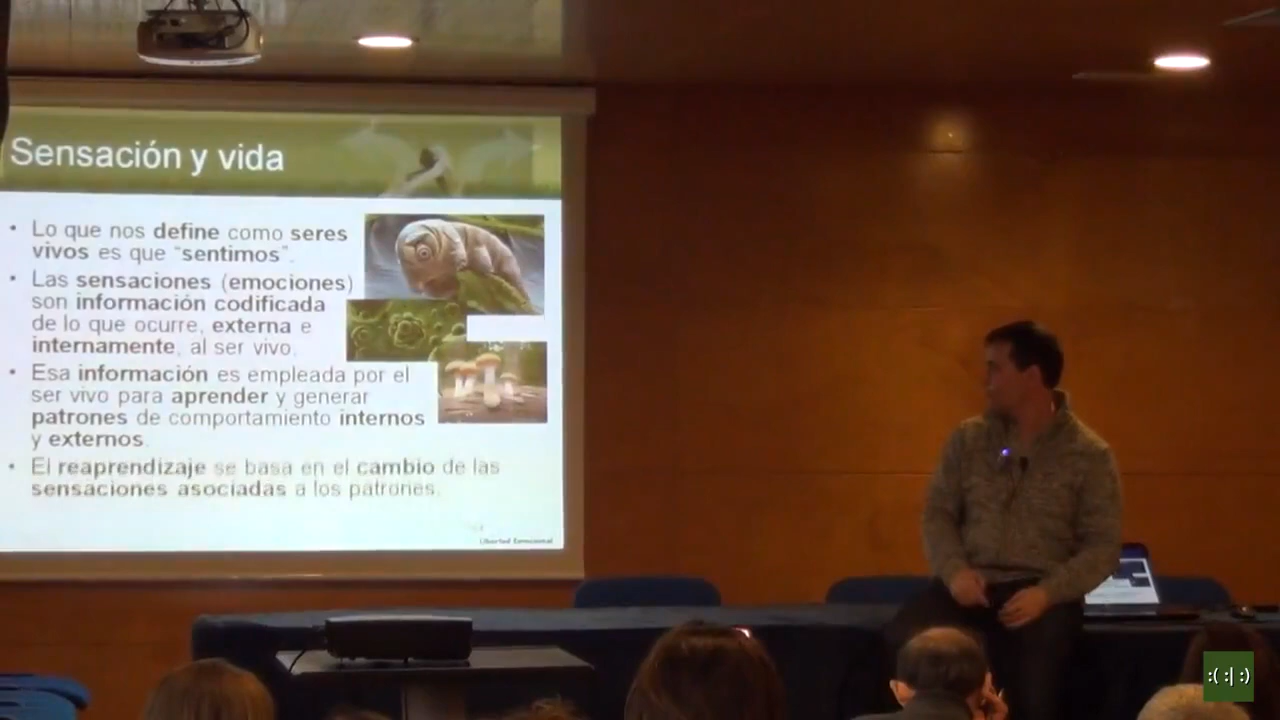 Sensación y vida
• Lo que nos define como seres
vivos es que “sentimos”.
• Las sensaciones (emociones)
son información codificada
de lo que ocurre, externa e
internamente, al ser vivo.
• Esa información es empleada por el
ser vivo para aprender y generar
patrones de comportamiento internos
y externos.
• El reaprendizaje se basa en el cambio de las
sensaciones asociadas a los patrones.
Libertad Emocional
:( :| :)